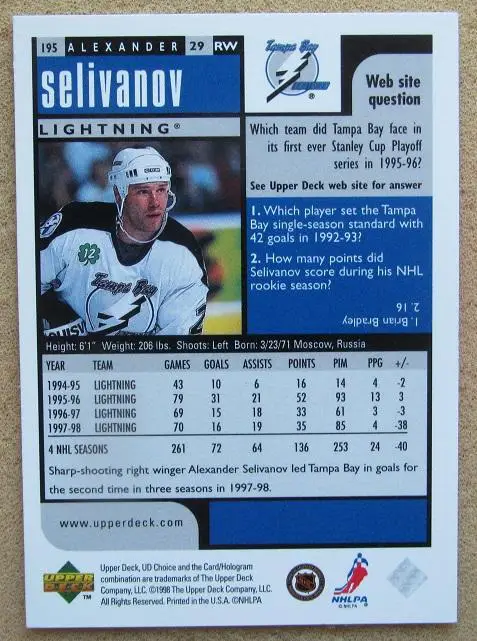 195 ALEXANDER 29 RW
selivanov
LIGHTNING®
Tampa Bay
LIGHTNING
®
Web site
question
Which team did Tampa Bay face in
its first ever Stanley Cup Playoff
series in 1995-96?
See Upper Deck web site for answer
1. Which player set the Tampa
Bay single-season standard with
42 goals in 1992-93?
2. How many points did
Selivanov score during his NHL
rookie season?
1. Brian Bradley
2. 16
12
Tampa Bay
Height: 6'1" Weight: 206 lbs. Shoots: Left Born: 3/23/71 Moscow, Russia
YEAR TEAM GAMES GOALS ASSISTS POINTS PIM PPG +/-
1994-95 LIGHTNING 43 10 6 16 14 4 -2
1995-96 LIGHTNING 79 31 21 52 93 13 3
1996-97 LIGHTNING 69 15 18 33 61 3 -3
1997-98 LIGHTNING 70 16 19 35 85 4 -38
4 NHL SEASONS 261 72 64 136 253 24 -40
Sharp-shooting right winger Alexander Selivanov led Tampa Bay in goals for
the second time in three seasons in 1997-98.
www.upperdeck.com
UPPER
DECK
™
Upper Deck, UD Choice and the Card/Hologram
combination are trademarks of The Upper Deck
Company, LLC. ©1998 The Upper Deck Company, LLC.
All Rights Reserved. Printed in the U.S.A. ©NHLPA
NHLPA
© NHLPA